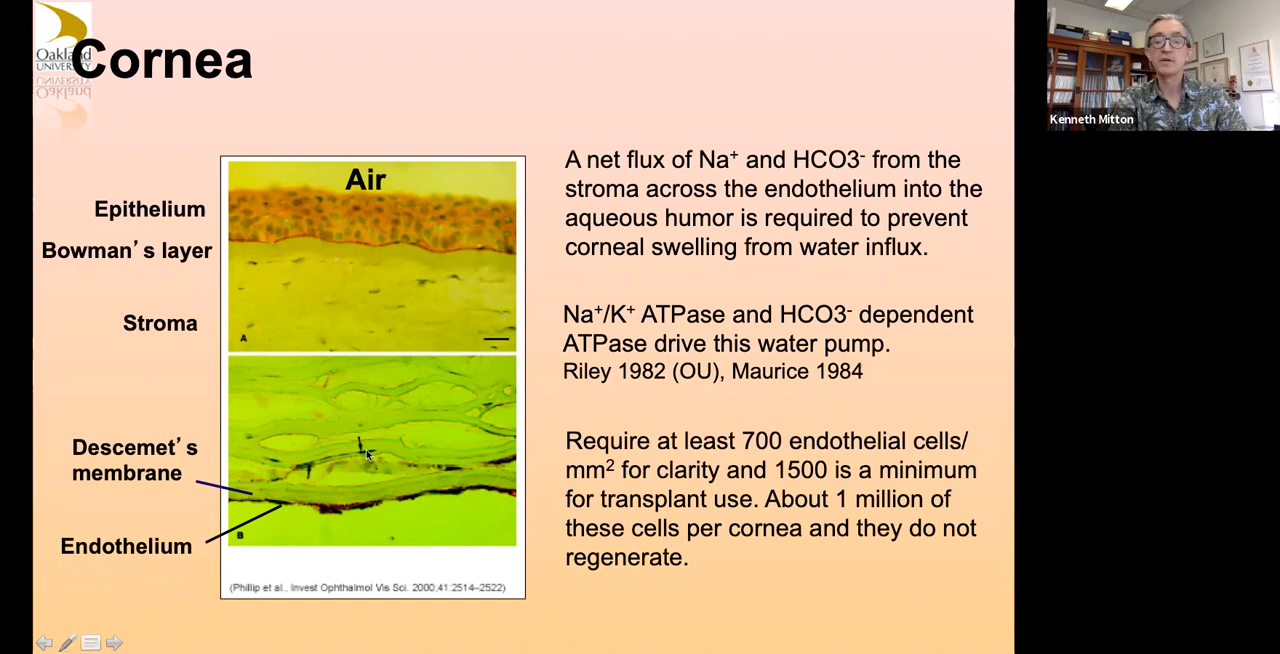 Oakland
UNIVERSITY
Cornea
Kenneth Mitton
Air
Epithelium
Bowman's layer
Stroma
A
Descemet's
membrane
Endothelium
B
(Phillip et al., Invest Ophthalmol Vis Sci. 2000;41:2514–2522)
A net flux of Na⁺ and HCO3⁻ from the
stroma across the endothelium into the
aqueous humor is required to prevent
corneal swelling from water influx.
Na⁺/K⁺ ATPase and HCO3⁻ dependent
ATPase drive this water pump.
Riley 1982 (OU), Maurice 1984
Require at least 700 endothelial cells/
mm² for clarity and 1500 is a minimum
for transplant use. About 1 million of
these cells per cornea and they do not
regenerate.